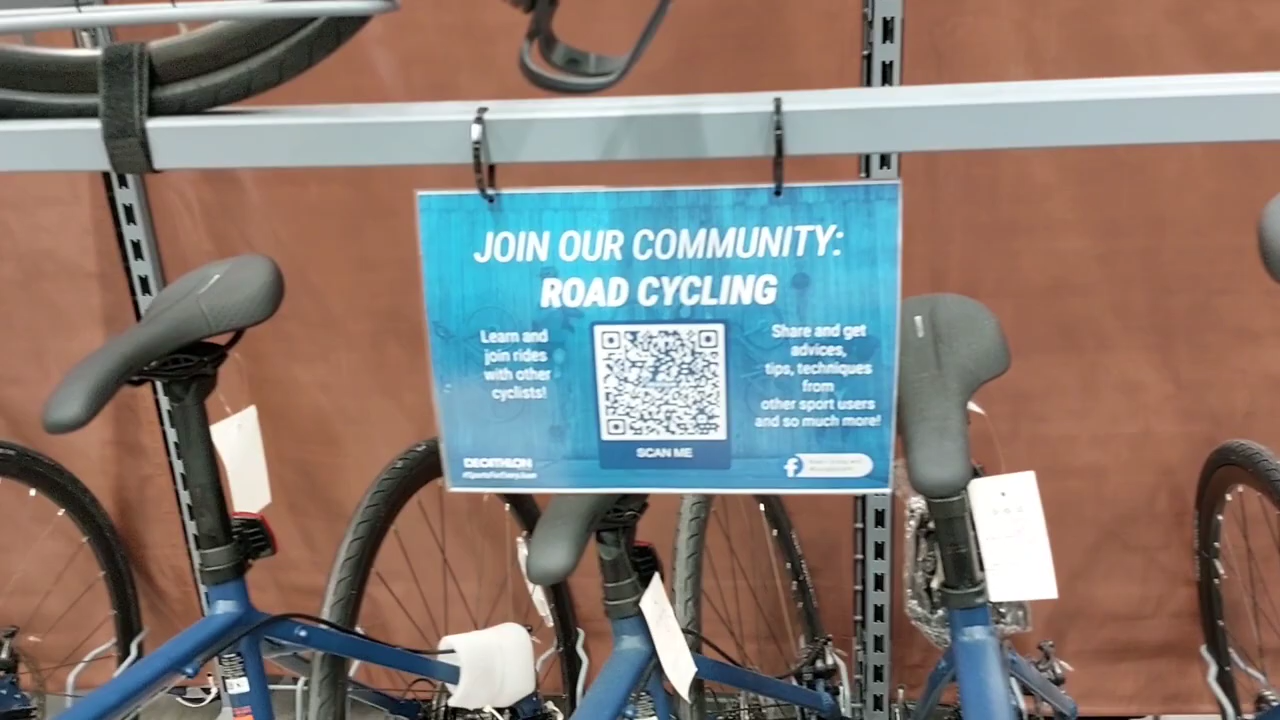 JOIN OUR COMMUNITY:
ROAD CYCLING
Learn and
join rides
with other
cyclists!
Share and get
advices,
tips, techniques
from
other sport users
and so much more!
SCAN ME
DECATHLON